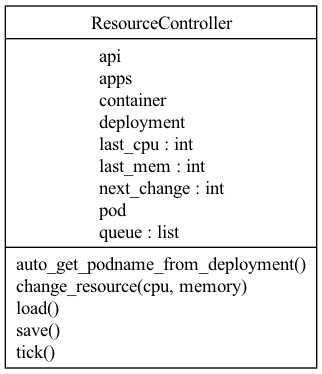 ResourceController
api
apps
container
deployment
last_cpu : int
last_mem : int
next_change : int
pod
queue : list
auto_get_podname_from_deployment()
change_resource(cpu, memory)
load()
save()
tick()